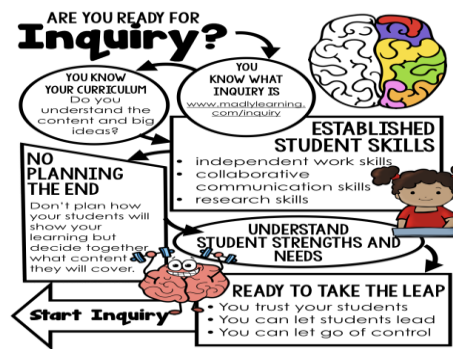 ARE YOU READY FOR
Inquiry?
YOU
KNOW WHAT
INQUIRY IS
www.madlylearning.
com/inquiry
YOU KNOW
YOUR CURRICULUM
Do you
understand the
content and big
ideas?
ESTABLISHED
STUDENT SKILLS
• independent work skills
• collaborative
communication skills
• research skills
NO
PLANNING
THE END
Don't plan how
your students will
show your
learning but
decide together
what content
they will cover.
UNDERSTAND
STUDENT STRENGTHS AND
NEEDS
READY TO TAKE THE LEAP
• You trust your students
• You can let students lead
• You can let go of control
Start Inquiry